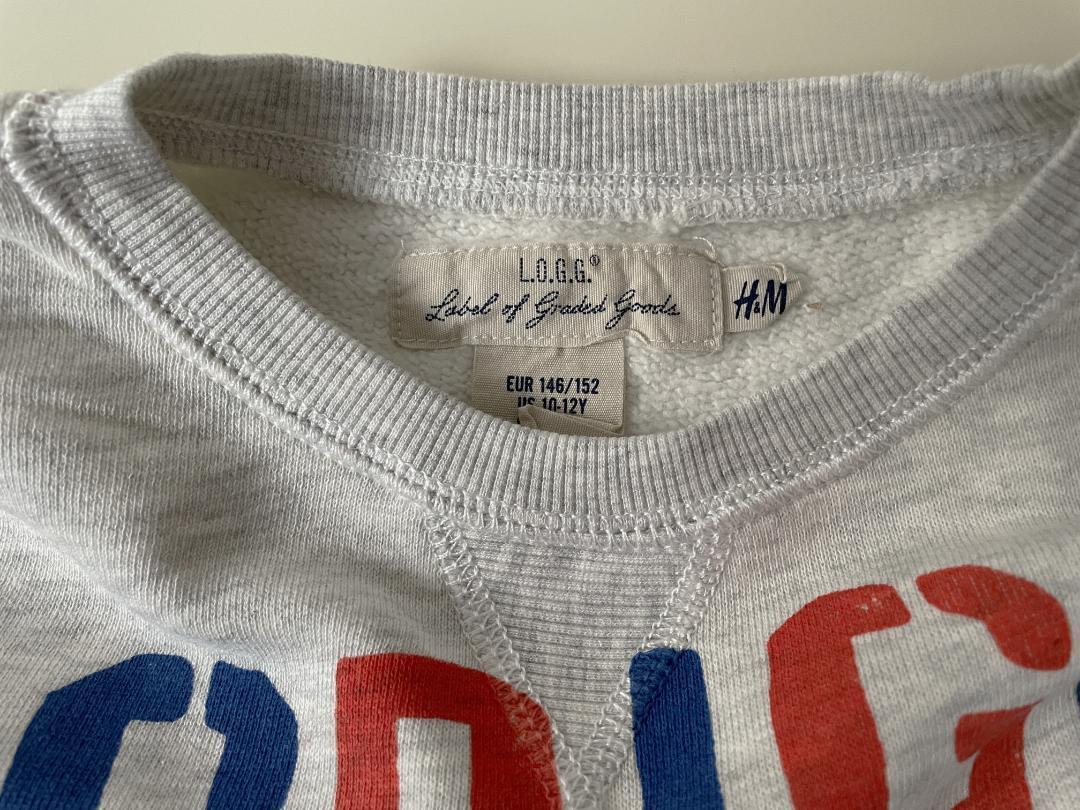 L.O.G.G.®
Label of Graded Goods
H&M
EUR 146/152
US 10-12Y